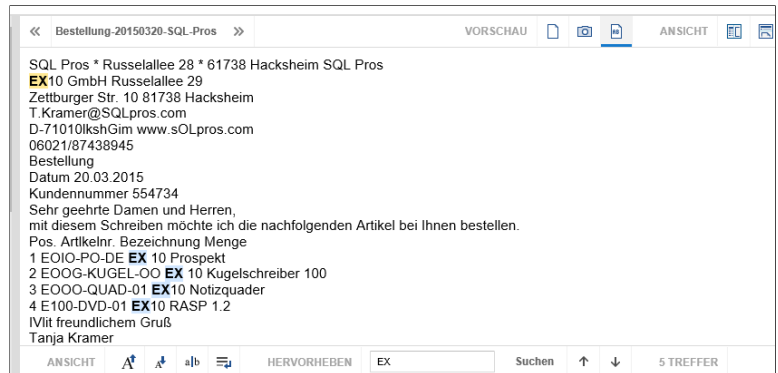 Bestellung-20150320-SQL-Pros VORSCHAU ANSICHT
SQL Pros * Russelallee 28 * 61738 Hacksheim SQL Pros
EX10 GmbH Russelallee 29
Zettburger Str. 10 81738 Hacksheim
T.Kramer@SQLpros.com
D-71010lkshGim www.sOLpros.com
06021/87438945
Bestellung
Datum 20.03.2015
Kundennummer 554734
Sehr geehrte Damen und Herren,
mit diesem Schreiben möchte ich die nachfolgenden Artikel bei Ihnen bestellen.
Pos. Artlkelnr. Bezeichnung Menge
1 EOIO-PO-DE EX 10 Prospekt
2 EOOG-KUGEL-OO EX 10 Kugelschreiber 100
3 EOOO-QUAD-01 EX10 Notizquader
4 E100-DVD-01 EX10 RASP 1.2
IVlit freundlichem Gruß
Tanja Kramer
ANSICHT A A a|b HERVORHEBEN EX Suchen 5 TREFFER